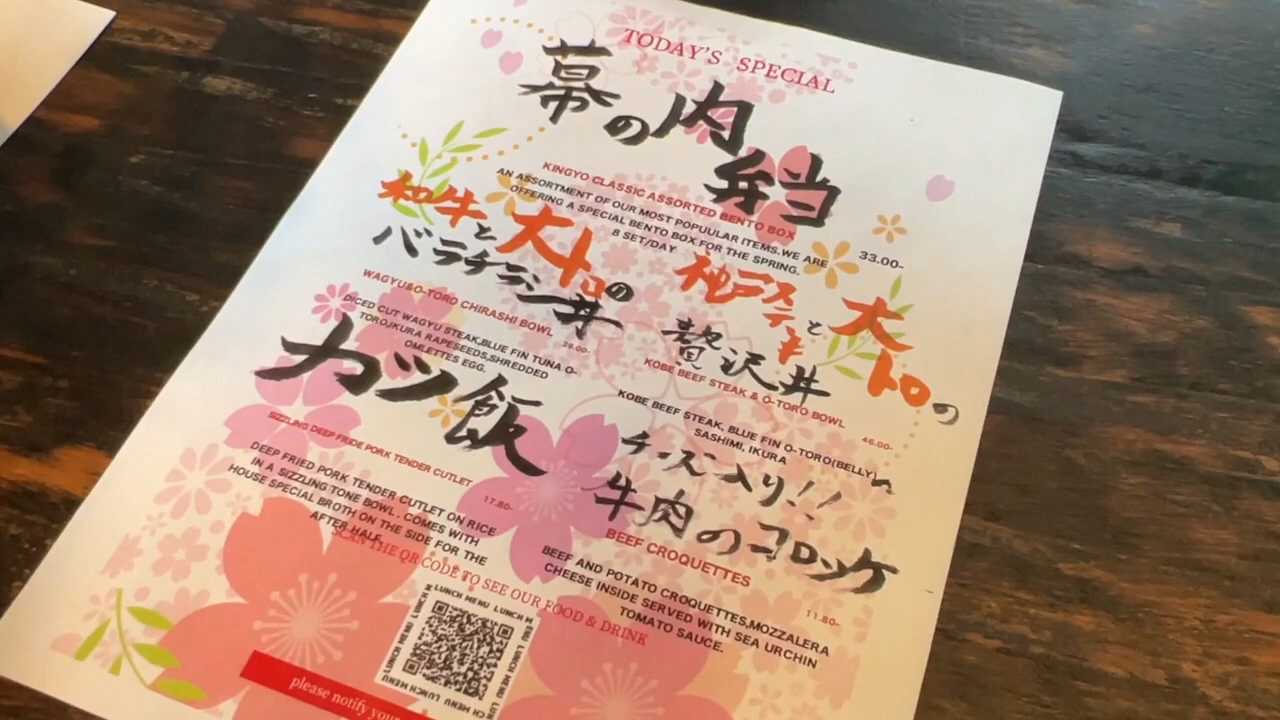 TODAY'S SPECIAL
幕の内
弁当
KINGYO CLASSIC ASSORTED BENTO BOX
AN ASSORTMENT OF OUR MOST POPUULAR ITEMS.WE ARE
OFFERING A SPECIAL BENTO BOX FOR THE SPRING.
8 SET/DAY
33.00-
和牛と大トロの
バラチラシ丼
WAGYU&O-TORO CHIRASHI BOWL
39.00-
DICED CUT WAGYU STEAK,BLUE FIN TUNA O-
TORO,IKURA RAPESEEDS,SHREDDED
OMLETTES EGG.
神戸ステーキと大トロの
贅沢丼
KOBE BEEF STEAK & O-TORO BOWL
46.00-
KOBE BEEF STEAK, BLUE FIN O-TORO(BELLY)
SASHIMI, IKURA
カツ飯
SIZZLING DEEP FRIDE PORK TENDER CUTLET
17.80-
DEEP FRIED PORK TENDER CUTLET ON RICE
IN A SIZZLING TONE BOWL. COMES WITH
HOUSE SPECIAL BROTH ON THE SIDE FOR THE
AFTER HALF.
チーズ入り!!
牛肉のコロッケ
BEEF CROQUETTES
11.80-
BEEF AND POTATO CROQUETTES,MOZZALERA
CHEESE INSIDE SERVED WITH SEA URCHIN
TOMATO SAUCE.
SCAN THE QR CODE TO SEE OUR FOOD & DRINK
LUNCH MENU LUNCH MENU
please notify your